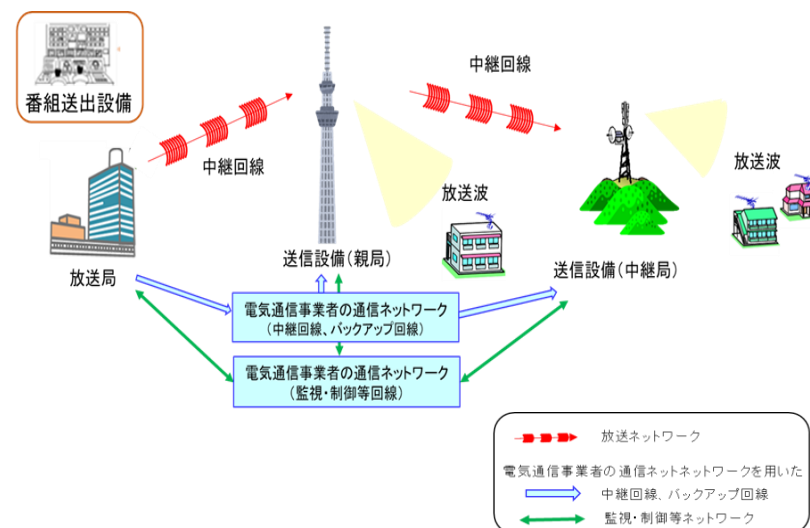 番組送出設備
中継回線
中継回線
放送波
放送波
放送局
送信設備(親局)
送信設備(中継局)
電気通信事業者の通信ネットワーク
(中継回線、バックアップ回線)
電気通信事業者の通信ネットワーク
(監視・制御等回線)
放送ネットワーク
電気通信事業者の通信ネットネットワークを用いた
中継回線、バックアップ回線
監視・制御等ネットワーク